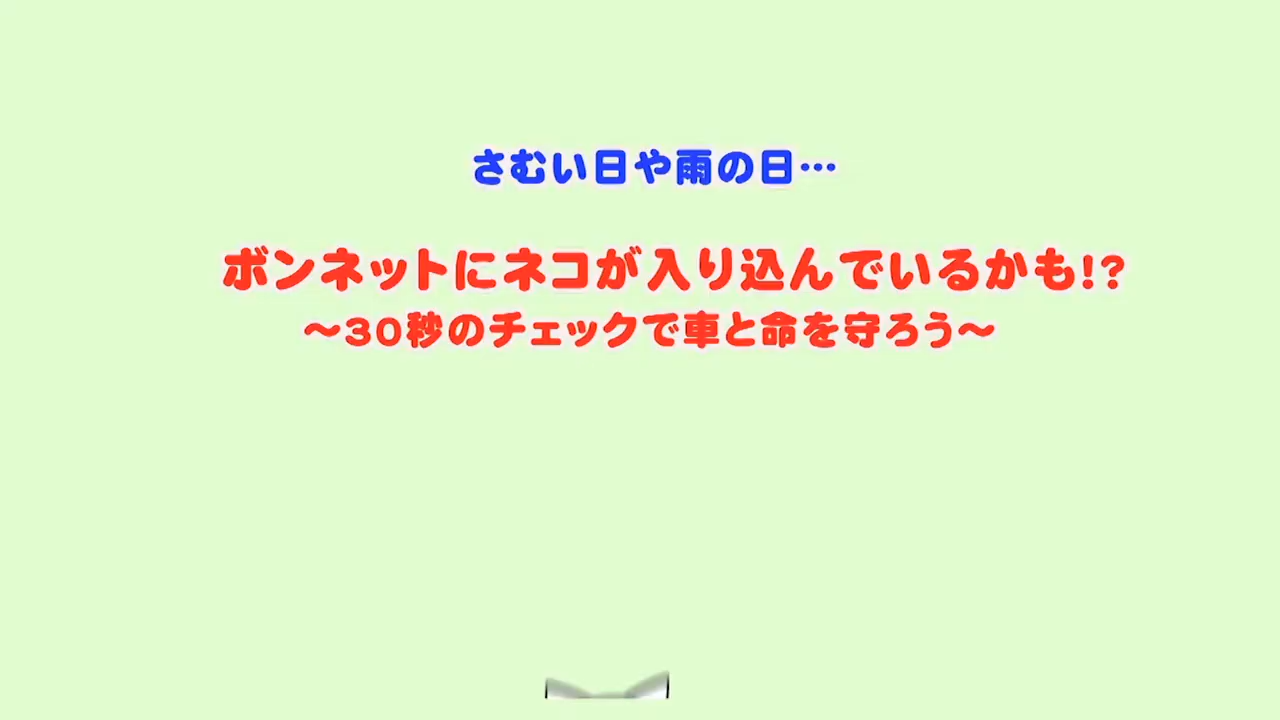 さむい日や雨の日…
ボンネットにネコが入り込んでいるかも!?
～30秒のチェックで車と命を守ろう～